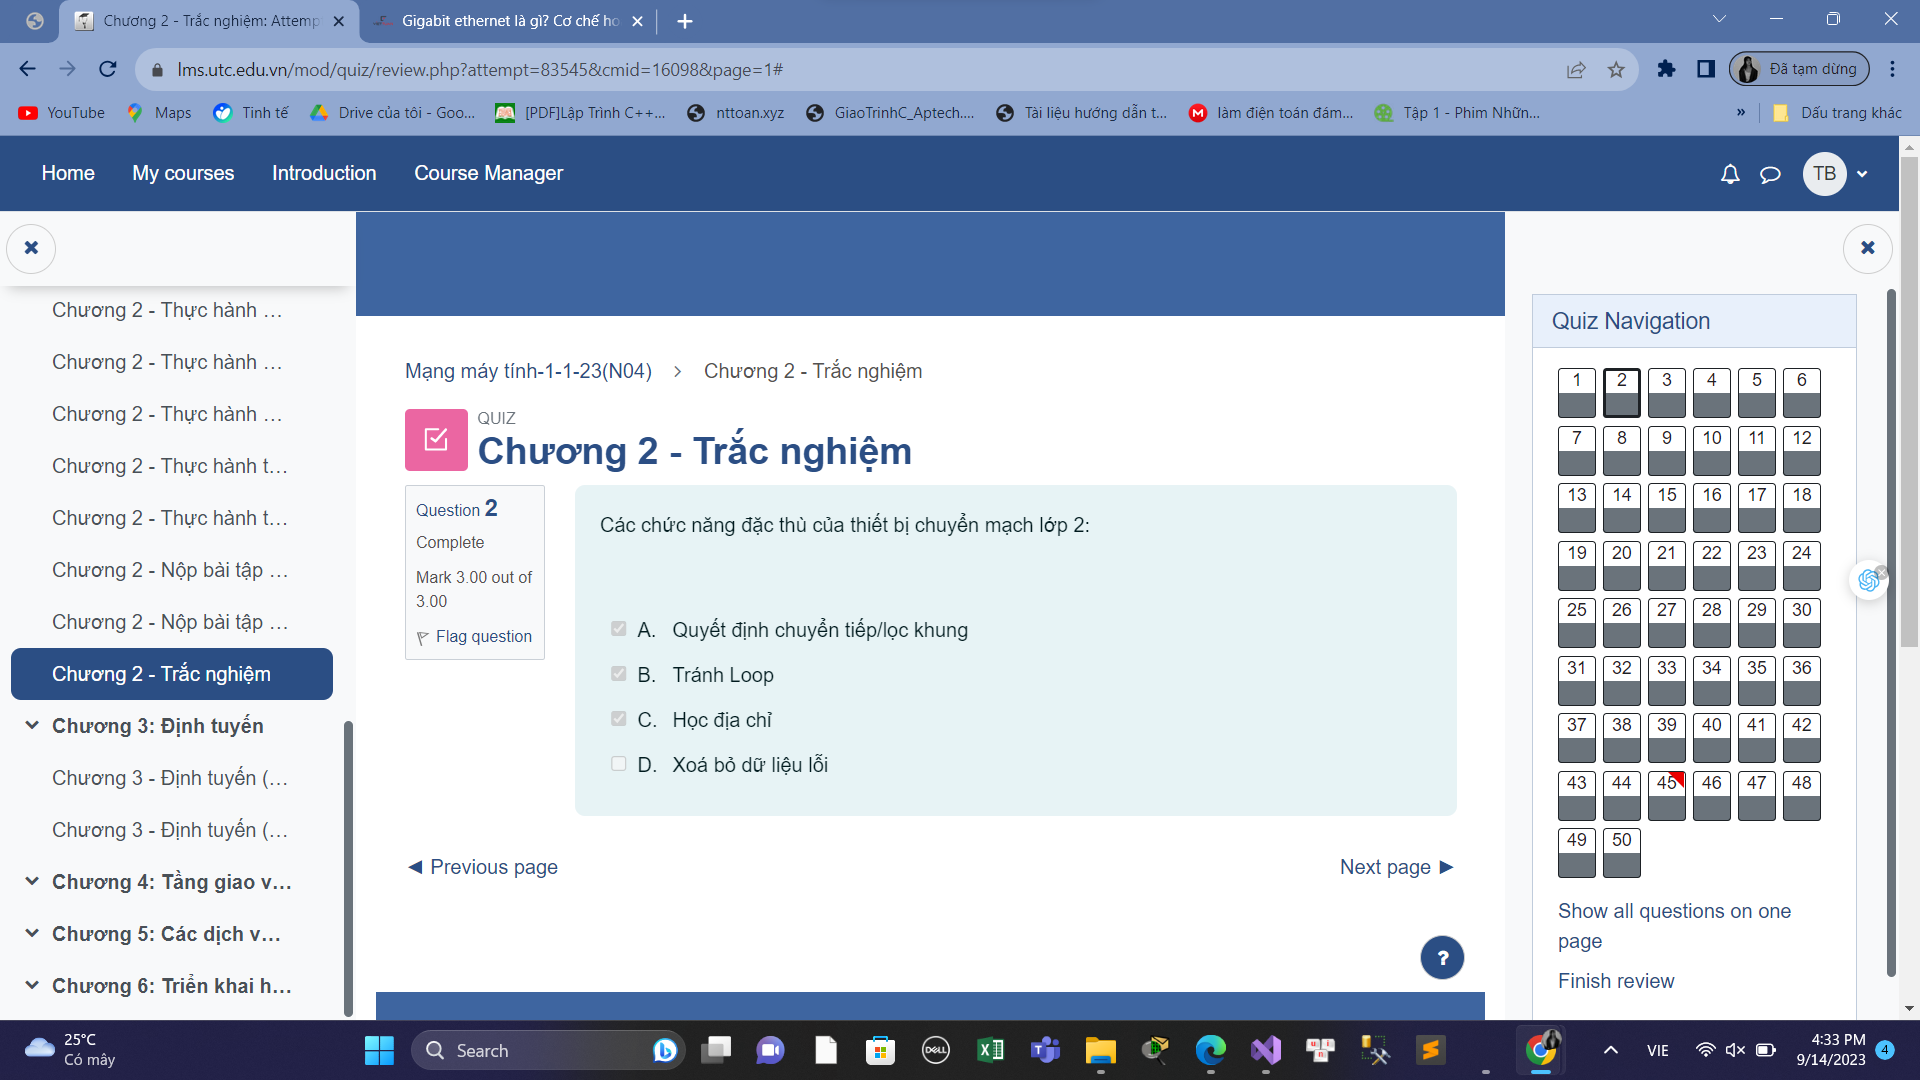 Chương 2 - Trắc nghiệm: Attemp
Gigabit ethernet là gì? Cơ chế ho
lms.utc.edu.vn/mod/quiz/review.php?attempt=83545&cmid=16098&page=1#
Đã tạm dừng
YouTube
Maps
Tinh tế
Drive của tôi - Goo...
[PDF]Lập Trình C++...
nttoan.xyz
GiaoTrinhC_Aptech....
Tài liệu hướng dẫn t...
làm điện toán đám...
Tập 1 - Phim Nhữn...
»
Dấu trang khác
Home
My courses
Introduction
Course Manager
TB
Chương 2 - Thực hành ...
Chương 2 - Thực hành ...
Chương 2 - Thực hành ...
Chương 2 - Thực hành t...
Chương 2 - Thực hành t...
Chương 2 - Nộp bài tập ...
Chương 2 - Nộp bài tập ...
Chương 2 - Trắc nghiệm
Chương 3: Định tuyến
Chương 3 - Định tuyến (...
Chương 3 - Định tuyến (...
Chương 4: Tầng giao v...
Chương 5: Các dịch v...
Chương 6: Triển khai h...
Mạng máy tính-1-1-23(N04)
Chương 2 - Trắc nghiệm
QUIZ
Chương 2 - Trắc nghiệm
Question 2
Complete
Mark 3.00 out of
3.00
Flag question
Các chức năng đặc thù của thiết bị chuyển mạch lớp 2:
A. Quyết định chuyển tiếp/lọc khung
B. Tránh Loop
C. Học địa chỉ
D. Xoá bỏ dữ liệu lỗi
◄ Previous page
Next page ►
?
Quiz Navigation
1 2 3 4 5 6
7 8 9 10 11 12
13 14 15 16 17 18
19 20 21 22 23 24
25 26 27 28 29 30
31 32 33 34 35 36
37 38 39 40 41 42
43 44 45 46 47 48
49 50
Show all questions on one
page
Finish review
25°C
Có mây
Search
DELL
VIE
4:33 PM
9/14/2023
4